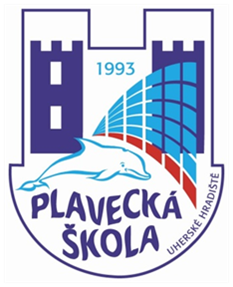 1993
PLAVECKÁ
ŠKOLA
UHERSKÉ HRADIŠTĚ